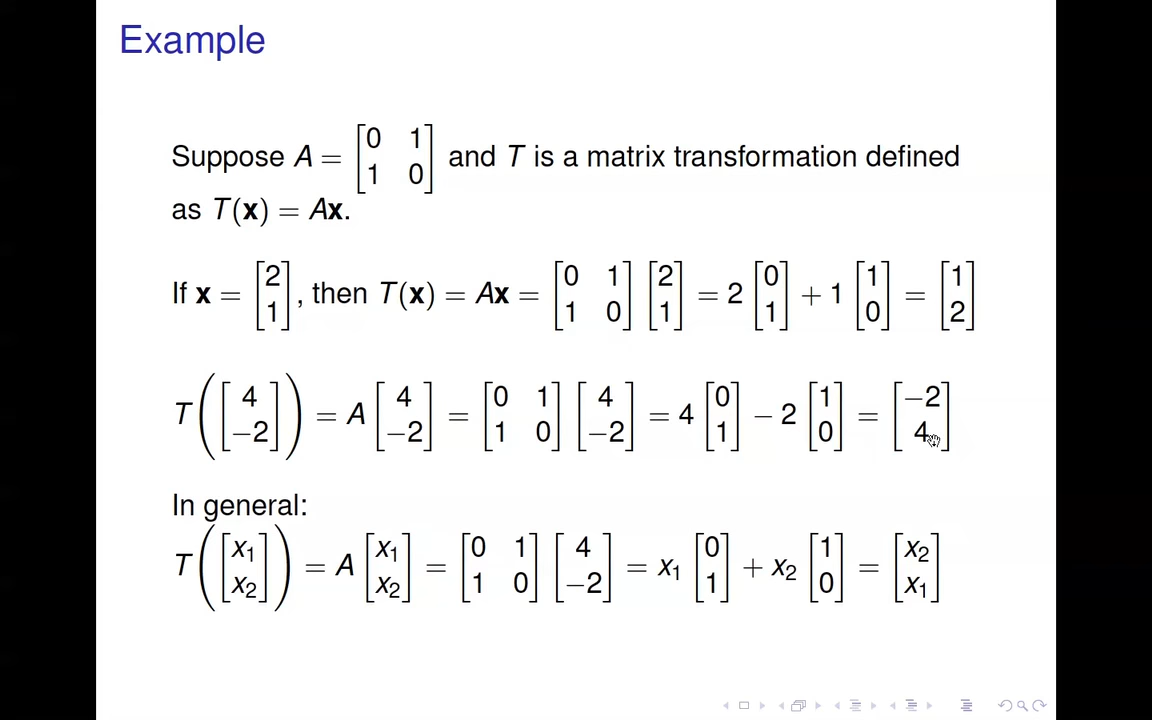 Example
Suppose A = [0 1; 1 0] and T is a matrix transformation defined
as T(x) = Ax.
If x = [2; 1], then T(x) = Ax = [0 1; 1 0] [2; 1] = 2 [0; 1] + 1 [1; 0] = [1; 2]
T([4; −2]) = A [4; −2] = [0 1; 1 0] [4; −2] = 4 [0; 1] − 2 [1; 0] = [−2; 4]
In general:
T([x₁; x₂]) = A [x₁; x₂] = [0 1; 1 0] [4; −2] = x₁ [0; 1] + x₂ [1; 0] = [x₂; x₁]